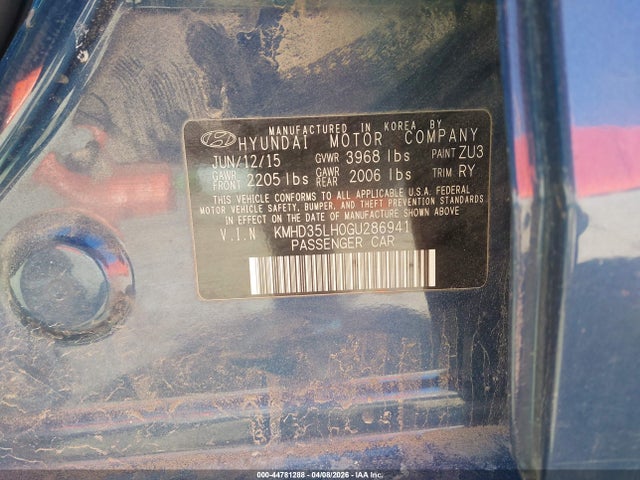 MANUFACTURED IN KOREA BY
HYUNDAI MOTOR COMPANY
JUN/12/15 GVWR 3968 lbs PAINT ZU3
GAWR FRONT 2205 lbs GAWR REAR 2006 lbs TRIM RY
THIS VEHICLE CONFORMS TO ALL APPLICABLE U.S.A. FEDERAL
MOTOR VEHICLE SAFETY, BUMPER, AND THEFT PREVENTION STANDARDS
IN EFFECT ON THE DATE OF MANUFACTURE SHOWN ABOVE.
V.I.N KMHD35LH0GU286941
PASSENGER CAR
000-44781288 - 04/08/2026 - IAA Inc.